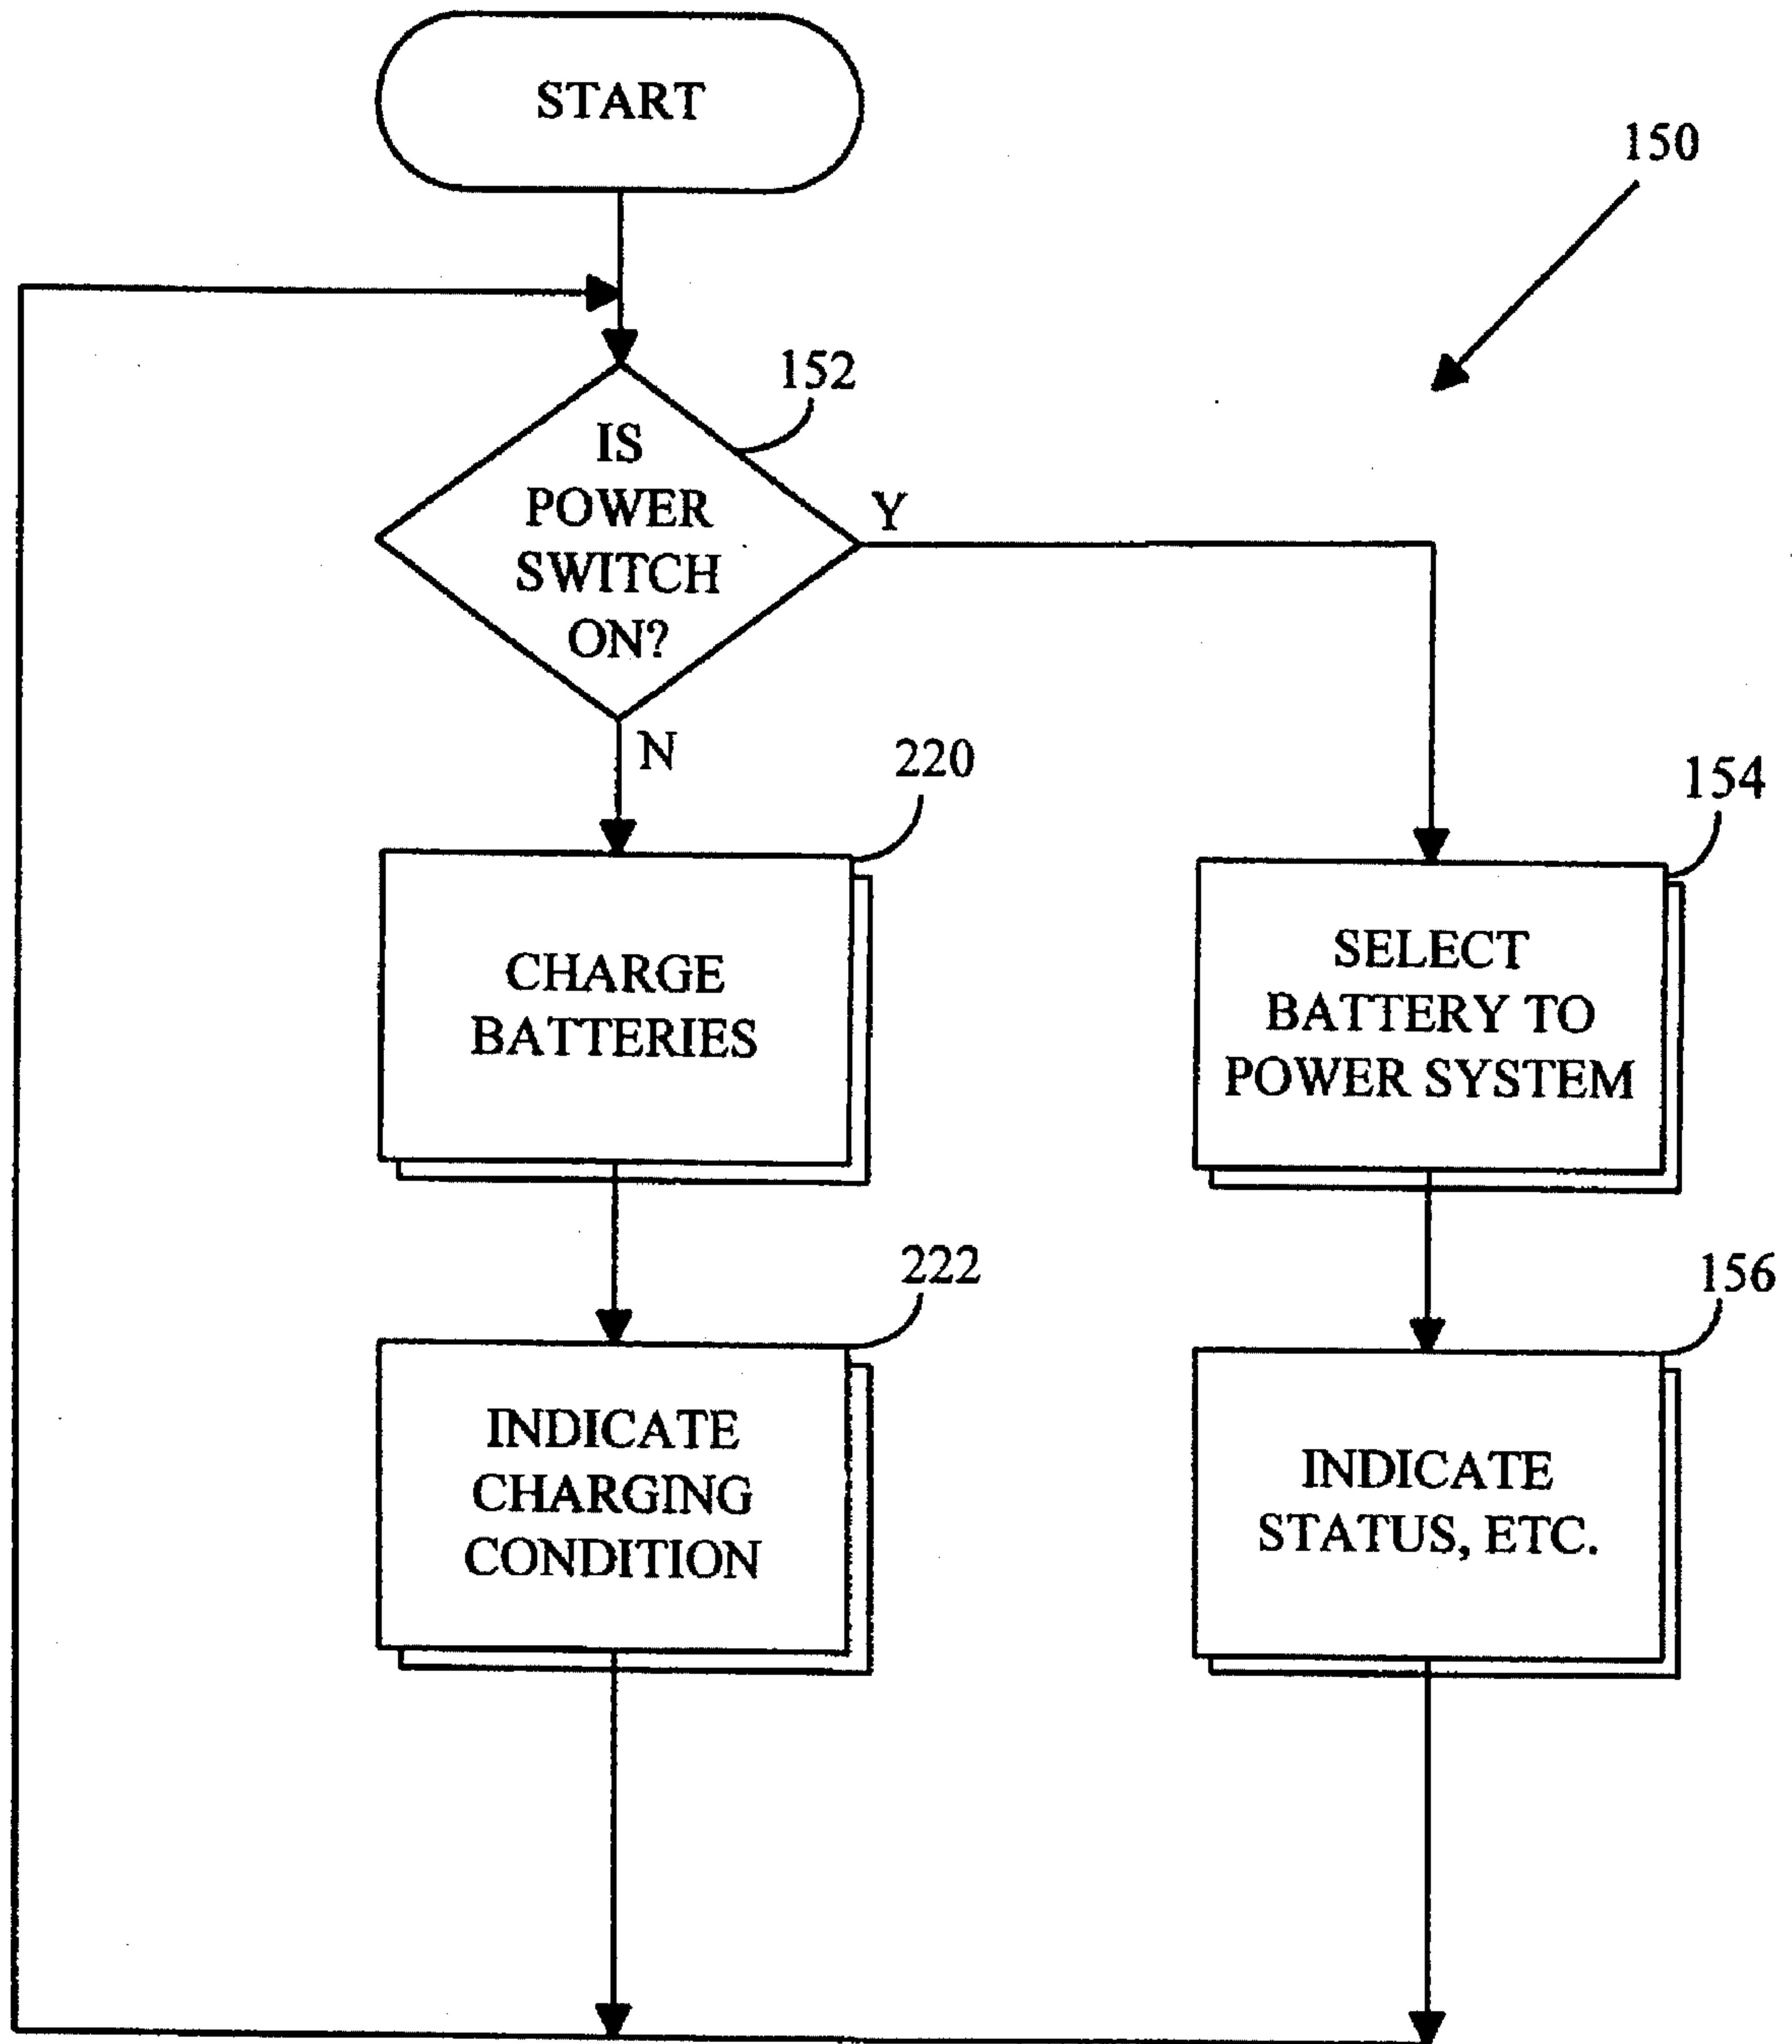 START
150
152
IS
POWER
SWITCH
ON?
Y
N
220
154
CHARGE
BATTERIES
SELECT
BATTERY TO
POWER SYSTEM
222
156
INDICATE
CHARGING
CONDITION
INDICATE
STATUS, ETC.